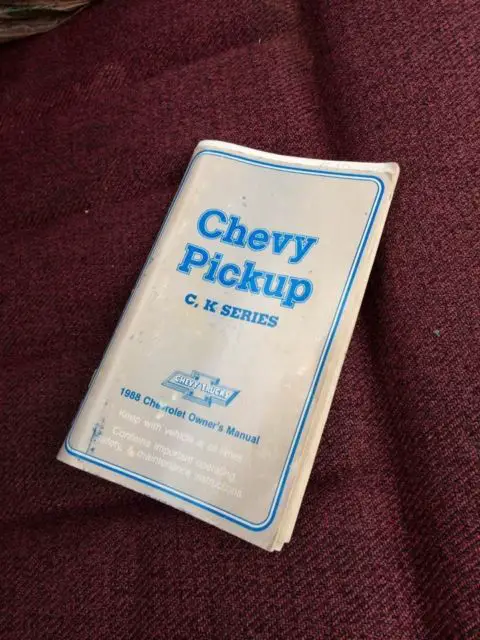 Chevy
Pickup
C, K SERIES
CHEVY TRUCKS
1988 Chevrolet Owner's Manual
Keep with vehicle at all times.
Contains important operating,
safety, & maintenance instructions.